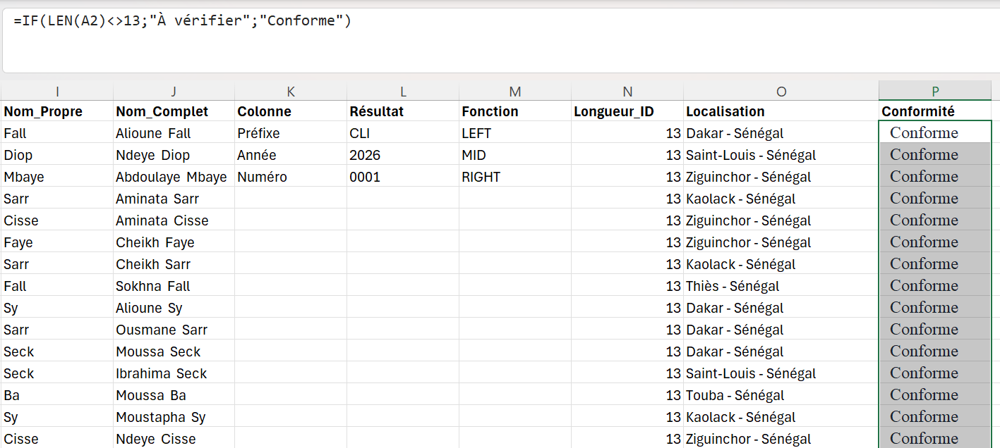 =IF(LEN(A2)<>13;"À vérifier";"Conforme")
I J K L M N O P
Nom_Propre Nom_Complet Colonne Résultat Fonction Longueur_ID Localisation Conformité
Fall Alioune Fall Préfixe CLI LEFT 13 Dakar - Sénégal Conforme
Diop Ndeye Diop Année 2026 MID 13 Saint-Louis - Sénégal Conforme
Mbaye Abdoulaye Mbaye Numéro 0001 RIGHT 13 Ziguinchor - Sénégal Conforme
Sarr Aminata Sarr 13 Kaolack - Sénégal Conforme
Cisse Aminata Cisse 13 Ziguinchor - Sénégal Conforme
Faye Cheikh Faye 13 Ziguinchor - Sénégal Conforme
Sarr Cheikh Sarr 13 Kaolack - Sénégal Conforme
Fall Sokhna Fall 13 Thiès - Sénégal Conforme
Sy Alioune Sy 13 Dakar - Sénégal Conforme
Sarr Ousmane Sarr 13 Dakar - Sénégal Conforme
Seck Moussa Seck 13 Dakar - Sénégal Conforme
Seck Ibrahima Seck 13 Saint-Louis - Sénégal Conforme
Ba Moussa Ba 13 Touba - Sénégal Conforme
Sy Moustapha Sy 13 Kaolack - Sénégal Conforme
Cisse Ndeye Cisse 13 Ziguinchor - Sénégal Conforme